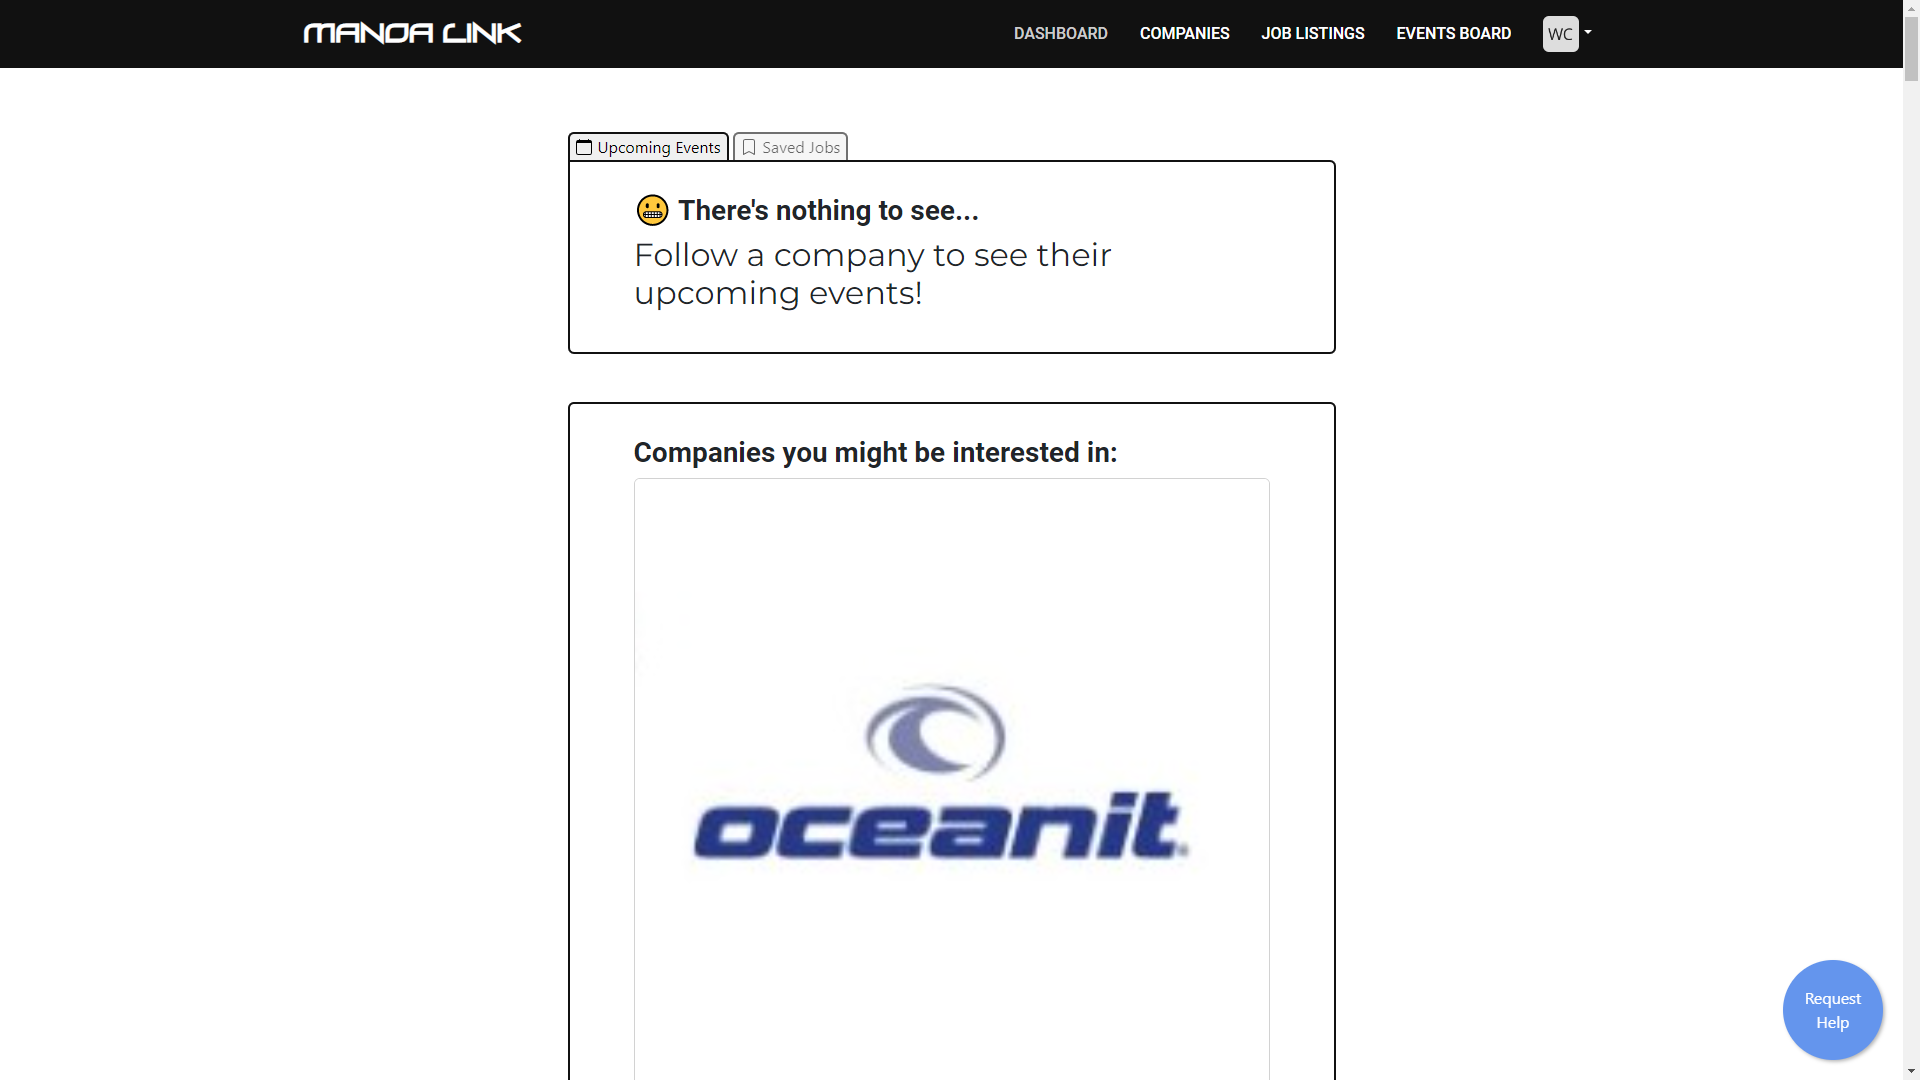 MANOA LINK
DASHBOARD
COMPANIES
JOB LISTINGS
EVENTS BOARD
WC
Upcoming Events
Saved Jobs
There's nothing to see...
Follow a company to see their
upcoming events!
Companies you might be interested in:
oceanit
Request
Help